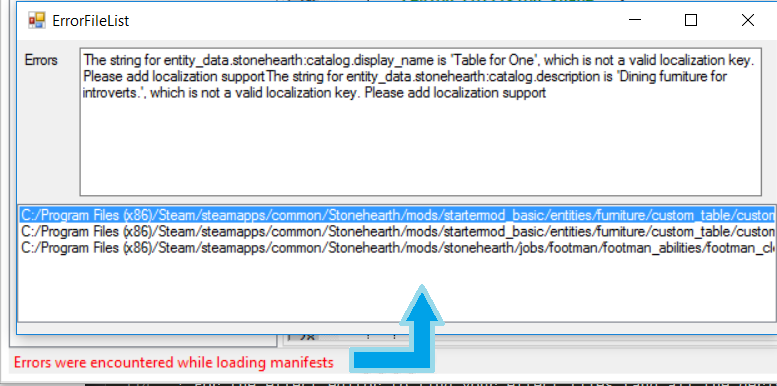 ErrorFileList
Errors
The string for entity_data.stonehearth:catalog.display_name is 'Table for One', which is not a valid localization key.
Please add localization supportThe string for entity_data.stonehearth:catalog.description is 'Dining furniture for
introverts.', which is not a valid localization key. Please add localization support
C:/Program Files (x86)/Steam/steamapps/common/Stonehearth/mods/startermod_basic/entities/furniture/custom_table/custom
C:/Program Files (x86)/Steam/steamapps/common/Stonehearth/mods/startermod_basic/entities/furniture/custom_table/custom
C:/Program Files (x86)/Steam/steamapps/common/Stonehearth/mods/stonehearth/jobs/footman/footman_abilities/footman_cle
Errors were encountered while loading manifests